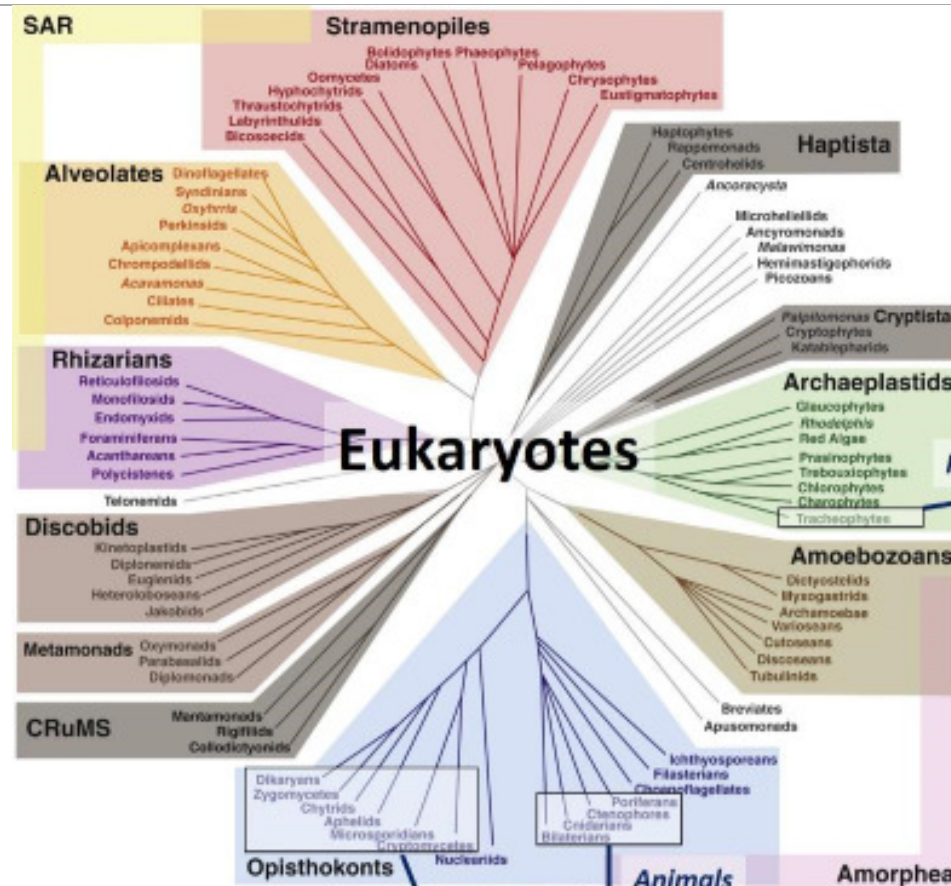 SAR
Stramenopiles
Bolidophytes Phaeophytes
Diatoms
Pelagophytes
Oomycetes
Chrysophytes
Hyphochytrids
Eustigmatophytes
Thraustochytrids
Labyrinthulids
Bicosoecids
Haptophytes
Rappemonads
Centrohelids
Haptista
Ancoracysta
Alveolates
Dinoflagellates
Syndinians
Oxyhrris
Perkinsids
Apicomplexans
Chrompodellids
Acavamonas
Ciliates
Colponemids
Microheliellids
Ancyromonads
Malawimonas
Hemimastigophorids
Picozoans
Palpitomonas Cryptista
Cryptophytes
Katablepharids
Rhizarians
Reticulofilosids
Monofilosids
Endomyxids
Foraminiferans
Acanthareans
Polycistenes
Telonemids
Eukaryotes
Archaeplastids
Glaucophytes
Rhodelphis
Red Algae
Prasinophytes
Trebouxiophytes
Chlorophytes
Charophytes
Tracheophytes
Discobids
Kinetoplastids
Diplonemids
Euglenids
Heteroloboseans
Jakobids
Amoebozoans
Dictyostelids
Myxogastrids
Archamoebae
Varioseans
Cutoseans
Discoseans
Tubulinids
Metamonads
Oxymonads
Parabasalids
Diplomonads
CRuMS
Mantamonads
Rigifilids
Collodictyonids
Breviates
Apusomonads
Ichthyosporeans
Filasterians
Choanoflagellates
Poriferans
Ctenophores
Cniderians
Bilaterians
Dikaryans
Zygomycetes
Chytrids
Aphelids
Microsporidians
Cryptomycetes
Nucleariids
Opisthokonts
Animals
Amorphea